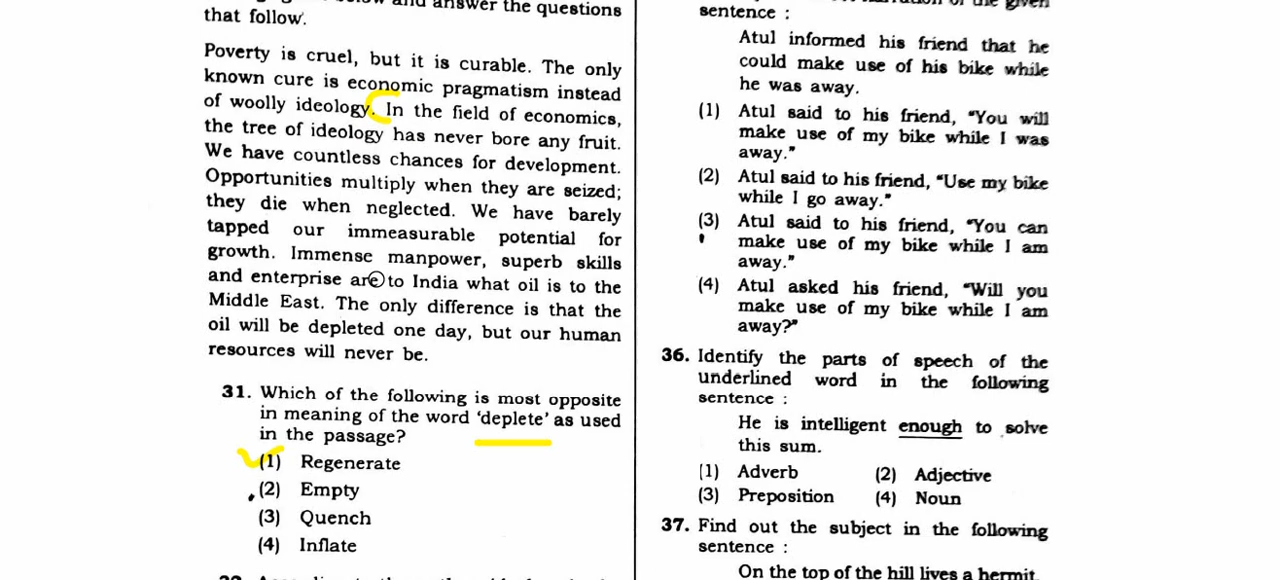 answer the questions
that follow.
Poverty is cruel, but it is curable. The only
known cure is economic pragmatism instead
of woolly ideology. In the field of economics,
the tree of ideology has never bore any fruit.
We have countless chances for development.
Opportunities multiply when they are seized;
they die when neglected. We have barely
tapped our immeasurable potential for
growth. Immense manpower, superb skills
and enterprise are to India what oil is to the
Middle East. The only difference is that the
oil will be depleted one day, but our human
resources will never be.
31. Which of the following is most opposite
in meaning of the word ‘deplete’ as used
in the passage?
(1) Regenerate
(2) Empty
(3) Quench
(4) Inflate
sentence :
Atul informed his friend that he
could make use of his bike while
he was away.
(1) Atul said to his friend, “You will
make use of my bike while I was
away.”
(2) Atul said to his friend, “Use my bike
while I go away.”
(3) Atul said to his friend, “You can
make use of my bike while I am
away.”
(4) Atul asked his friend, “Will you
make use of my bike while I am
away?”
36. Identify the parts of speech of the
underlined word in the following
sentence :
He is intelligent enough to solve
this sum.
(1) Adverb (2) Adjective
(3) Preposition (4) Noun
37. Find out the subject in the following
sentence :
On the top of the hill lives a hermit.